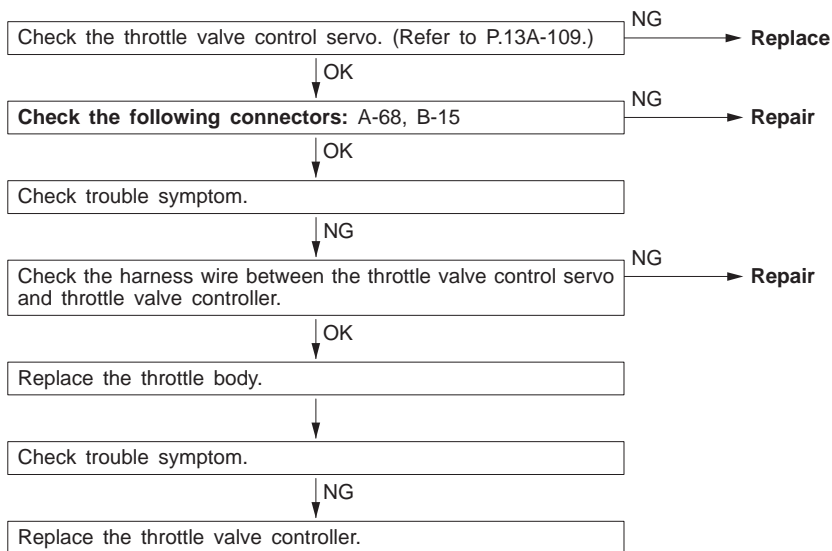 Check the throttle valve control servo. (Refer to P.13A-109.)
NG
Replace
OK
Check the following connectors: A-68, B-15
NG
Repair
OK
Check trouble symptom.
NG
Check the harness wire between the throttle valve control servo
and throttle valve controller.
NG
Repair
OK
Replace the throttle body.
Check trouble symptom.
NG
Replace the throttle valve controller.